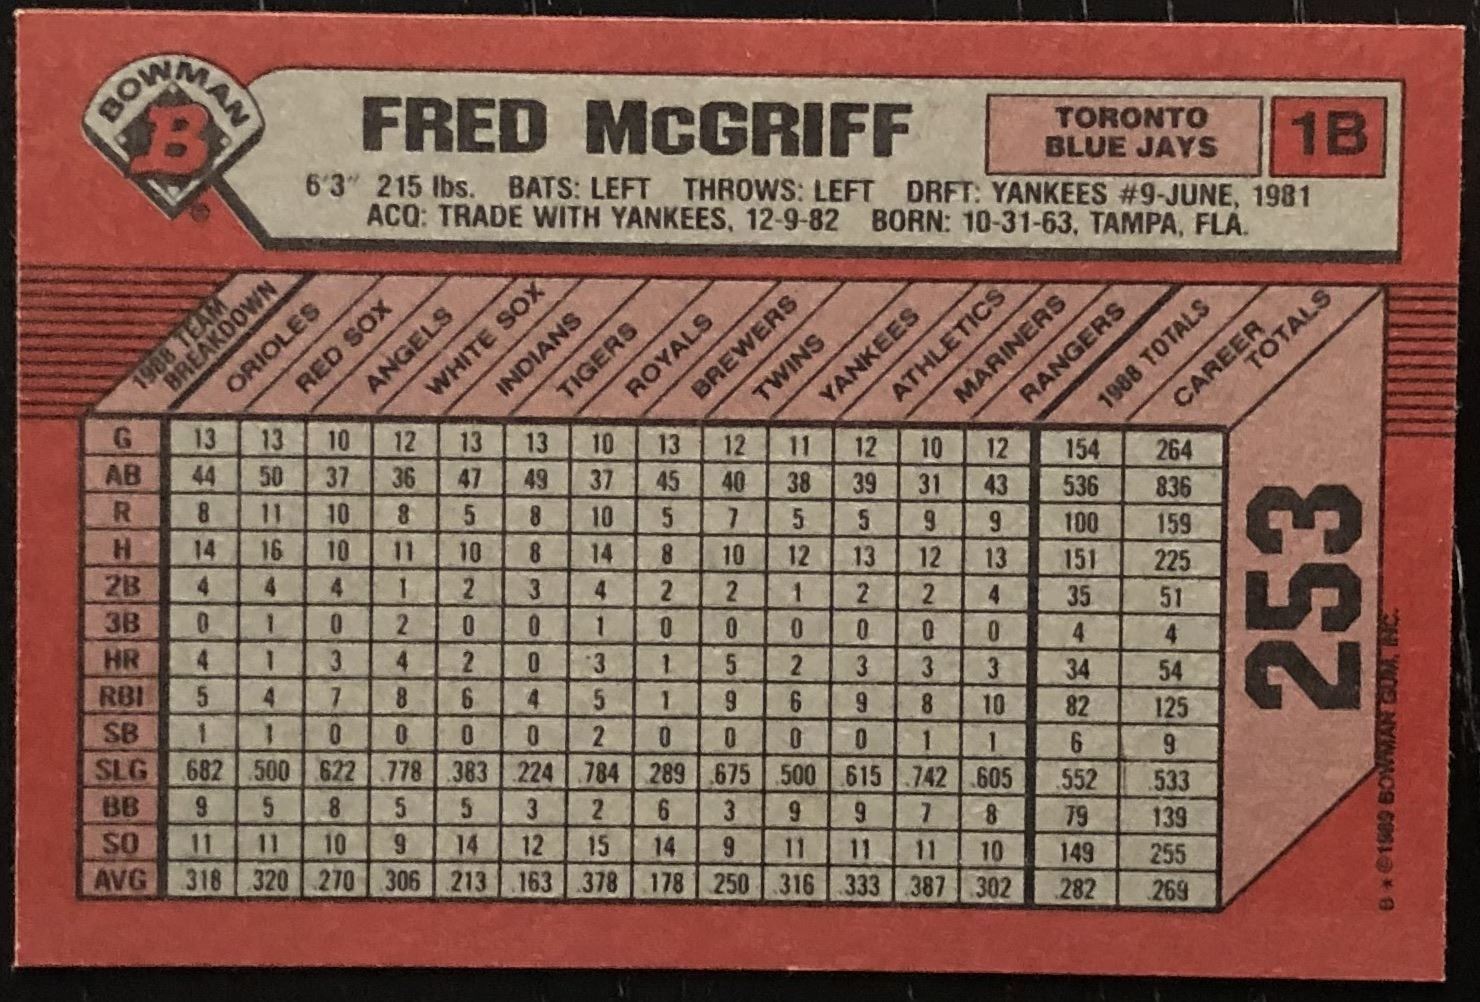 BOWMAN
B
FRED McGRIFF
TORONTO
BLUE JAYS
1B
6'3" 215 lbs. BATS: LEFT THROWS: LEFT DRFT: YANKEES #9-JUNE, 1981
ACQ: TRADE WITH YANKEES, 12-9-82 BORN: 10-31-63, TAMPA, FLA.
1988 TEAM BREAKDOWN ORIOLES RED SOX ANGELS WHITE SOX INDIANS TIGERS ROYALS BREWERS TWINS YANKEES ATHLETICS MARINERS RANGERS 1988 TOTALS CAREER TOTALS
G 13 13 10 12 13 13 10 13 12 11 12 10 12 154 264
AB 44 50 37 36 47 49 37 45 40 38 39 31 43 536 836
R 8 11 10 8 5 8 10 5 7 5 5 9 9 100 159
H 14 16 10 11 10 8 14 8 10 12 13 12 13 151 225
2B 4 4 4 1 2 3 4 2 2 1 2 2 4 35 51
3B 0 1 0 2 0 0 1 0 0 0 0 0 0 4 4
HR 4 1 3 4 2 0 3 1 5 2 3 3 3 34 54
RBI 5 4 7 8 6 4 5 1 9 6 9 8 10 82 125
SB 1 1 0 0 0 0 2 0 0 0 0 1 1 6 9
SLG .682 .500 .622 .778 .383 .224 .784 .289 .675 .500 .615 .742 .605 .552 .533
BB 9 5 8 5 5 3 2 6 3 9 9 7 8 79 139
SO 11 11 10 9 14 12 15 14 9 11 11 11 10 149 255
AVG .318 .320 .270 .306 .213 .163 .378 .178 .250 .316 .333 .387 .302 .282 .269
253
B * © 1989 BOWMAN GUM, INC.